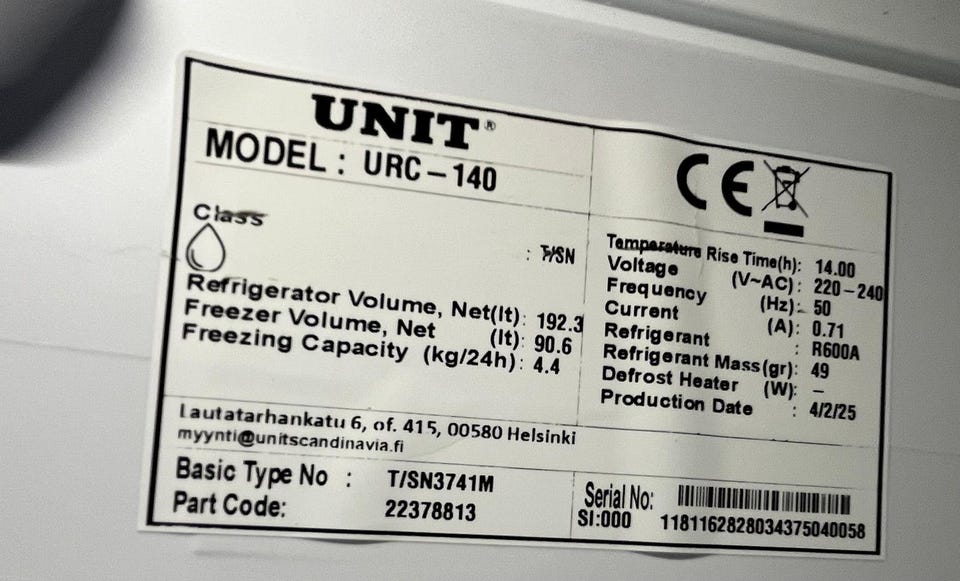 UNIT®
MODEL : URC-140
CE
Class : T/SN
Refrigerator Volume, Net(lt): 192.3
Freezer Volume, Net (lt): 90.6
Freezing Capacity (kg/24h): 4.4
Temperature Rise Time(h): 14.00
Voltage (V~AC): 220-240
Frequency (Hz): 50
Current (A): 0.71
Refrigerant : R600A
Refrigerant Mass(gr): 49
Defrost Heater (W): -
Production Date : 4/2/25
Lautatarhankatu 6, of. 415, 00580 Helsinki
myynti@unitscandinavia.fi
Basic Type No : T/SN3741M
Part Code: 22378813
Serial No:
SI:000 1181162828034375040058